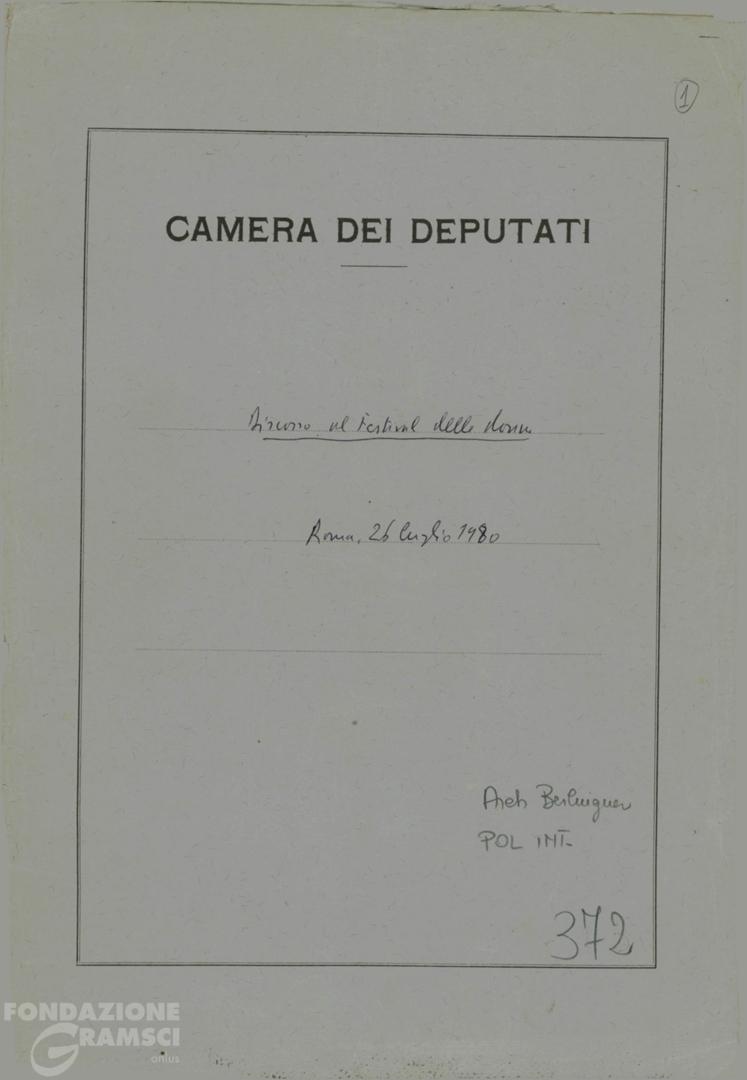 1
CAMERA DEI DEPUTATI
Discorso al Festival delle donne
Roma, 26 luglio 1980
Arch Berlinguer
POL INT.
372
FONDAZIONE
GRAMSCI
onlus